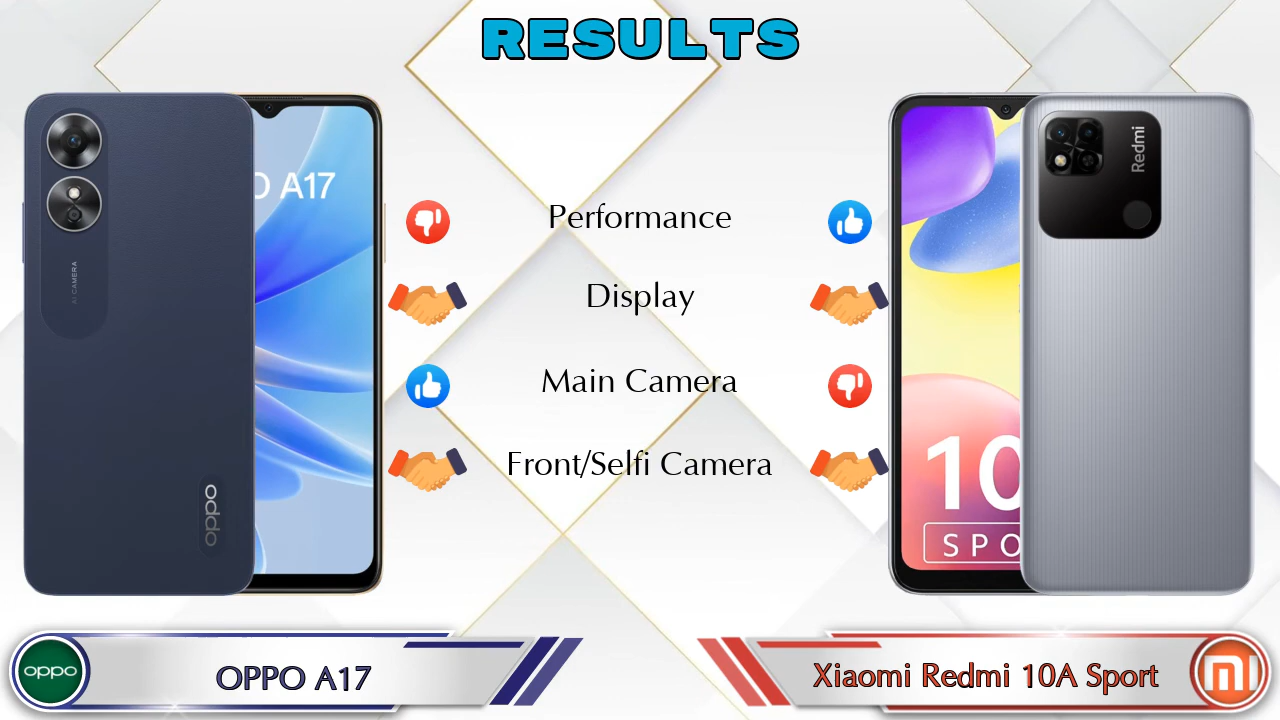 RESULTS
AI CAMERA
oppo
O A17
Performance
Display
Main Camera
Front/Selfi Camera
Redmi
10
SPO
oppo
OPPO A17
Xiaomi Redmi 10A Sport
mi